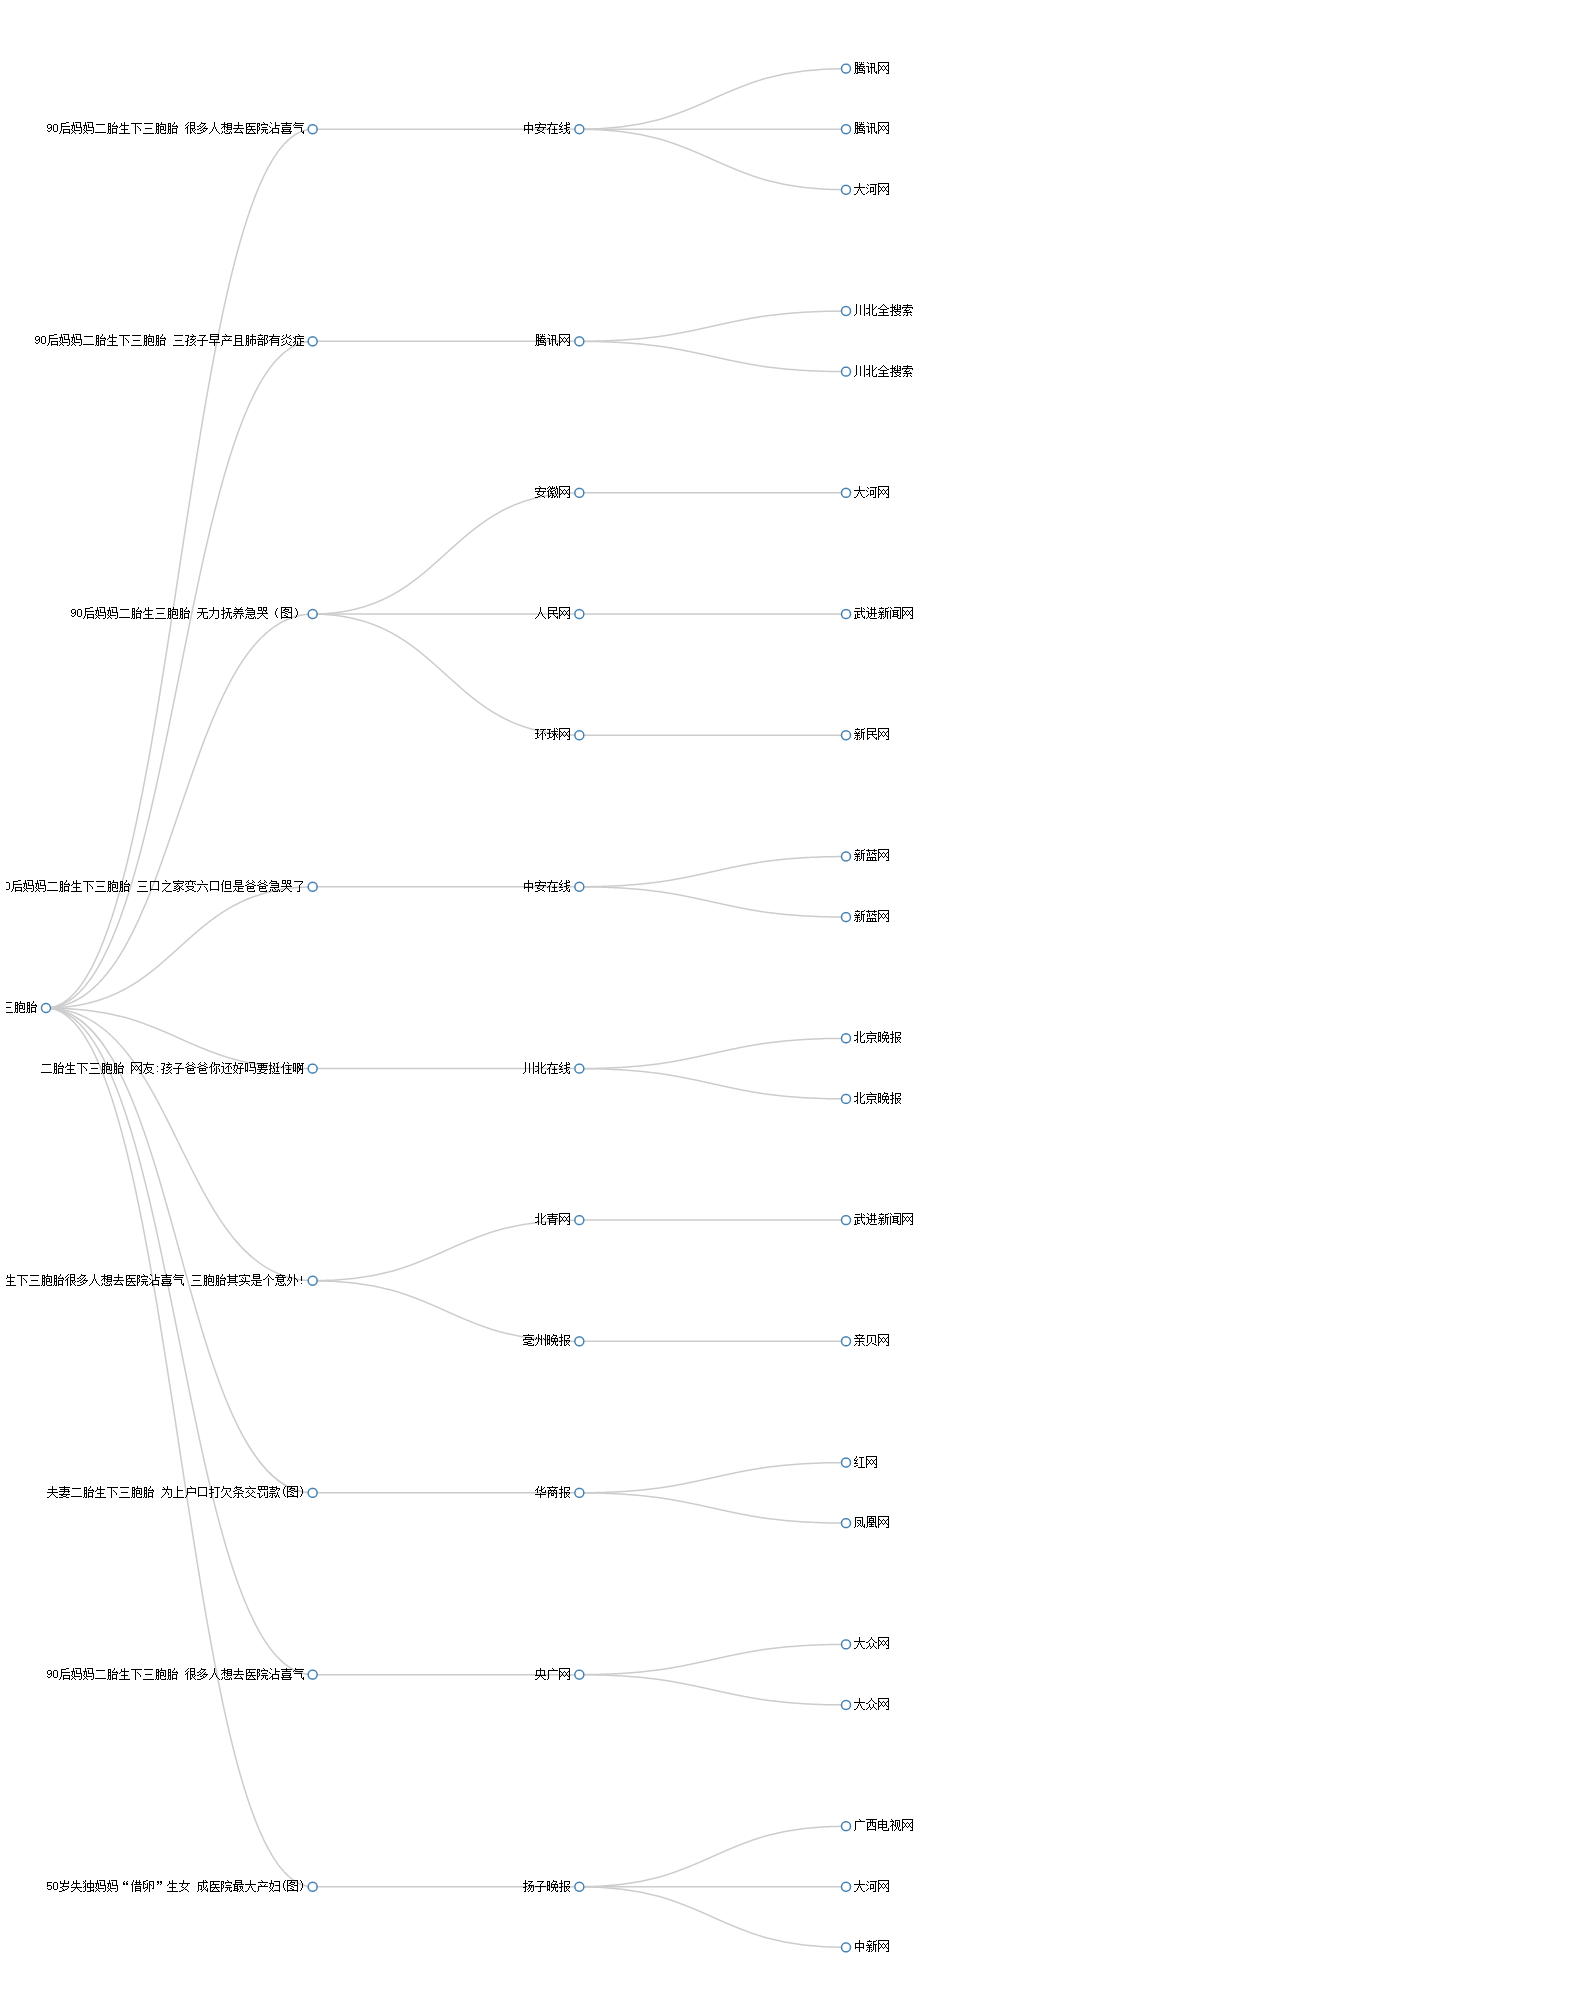 腾讯网
90后妈妈二胎生下三胞胎 很多人想去医院沾喜气
中安在线
腾讯网
大河网
川北全搜索
90后妈妈二胎生下三胞胎 三孩子早产且肺部有炎症
腾讯网
川北全搜索
安徽网
大河网
90后妈妈二胎生三胞胎 无力抚养急哭（图）
人民网
武进新闻网
环球网
新民网
新蓝网
0后妈妈二胎生下三胞胎 三口之家变六口但是爸爸急哭了
中安在线
新蓝网
三胞胎
北京晚报
二胎生下三胞胎 网友:孩子爸爸你还好吗要挺住啊
川北在线
北京晚报
北青网
武进新闻网
生下三胞胎很多人想去医院沾喜气 三胞胎其实是个意外!
亳州晚报
亲贝网
红网
夫妻二胎生下三胞胎 为上户口打欠条交罚款(图)
华商报
凤凰网
大众网
90后妈妈二胎生下三胞胎 很多人想去医院沾喜气
央广网
大众网
广西电视网
50岁失独妈妈“借卵”生女 成医院最大产妇(图)
扬子晚报
大河网
中新网